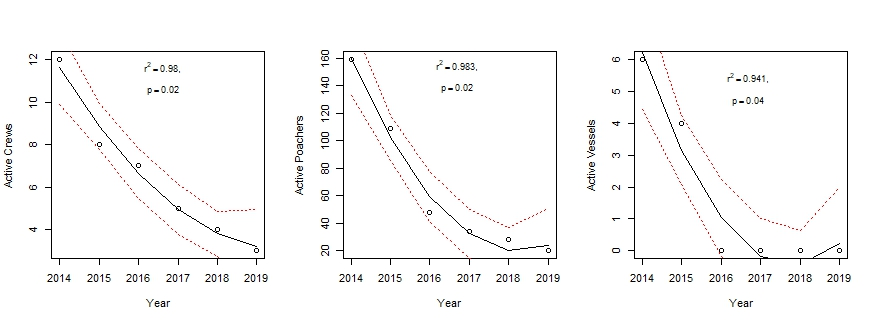 Active Crews
12
10
8
6
4
r² = 0.98,
p = 0.02
2014 2015 2016 2017 2018 2019
Year
Active Poachers
160
140
120
100
80
60
40
20
r² = 0.983,
p = 0.02
2014 2015 2016 2017 2018 2019
Year
Active Vessels
6
5
4
3
2
1
0
r² = 0.941,
p = 0.04
2014 2015 2016 2017 2018 2019
Year